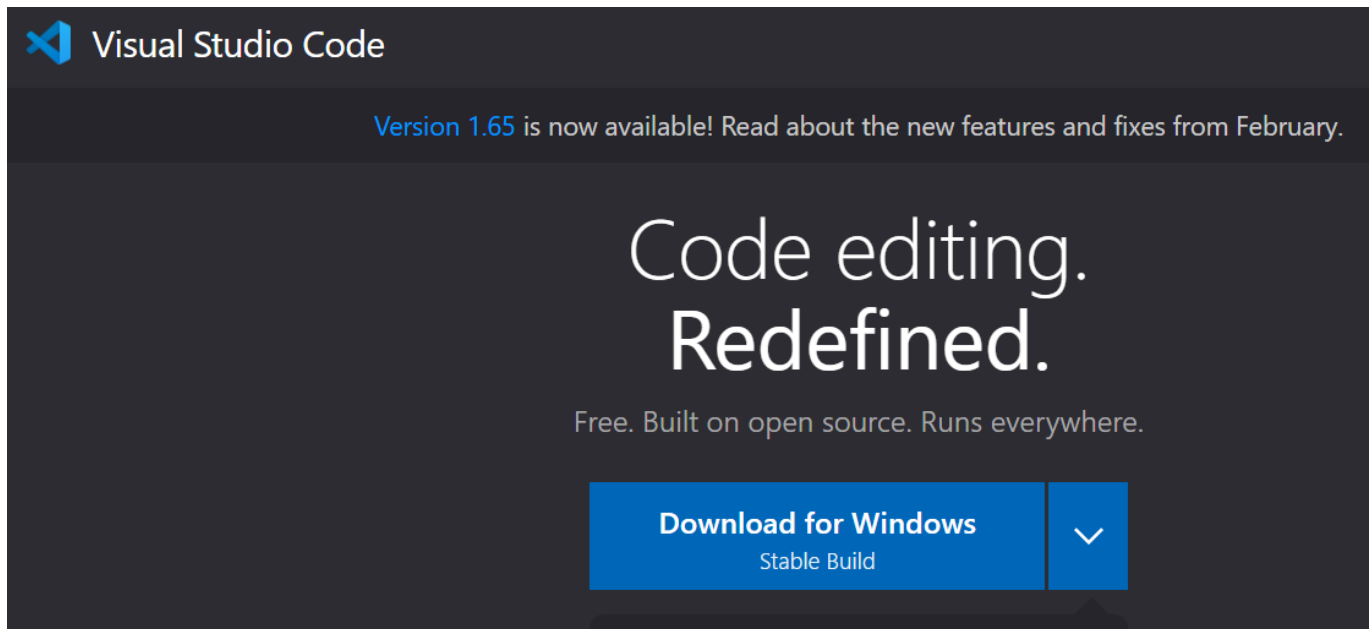 Visual Studio Code
Version 1.65 is now available! Read about the new features and fixes from February.
Code editing.
Redefined.
Free. Built on open source. Runs everywhere.
Download for Windows
Stable Build